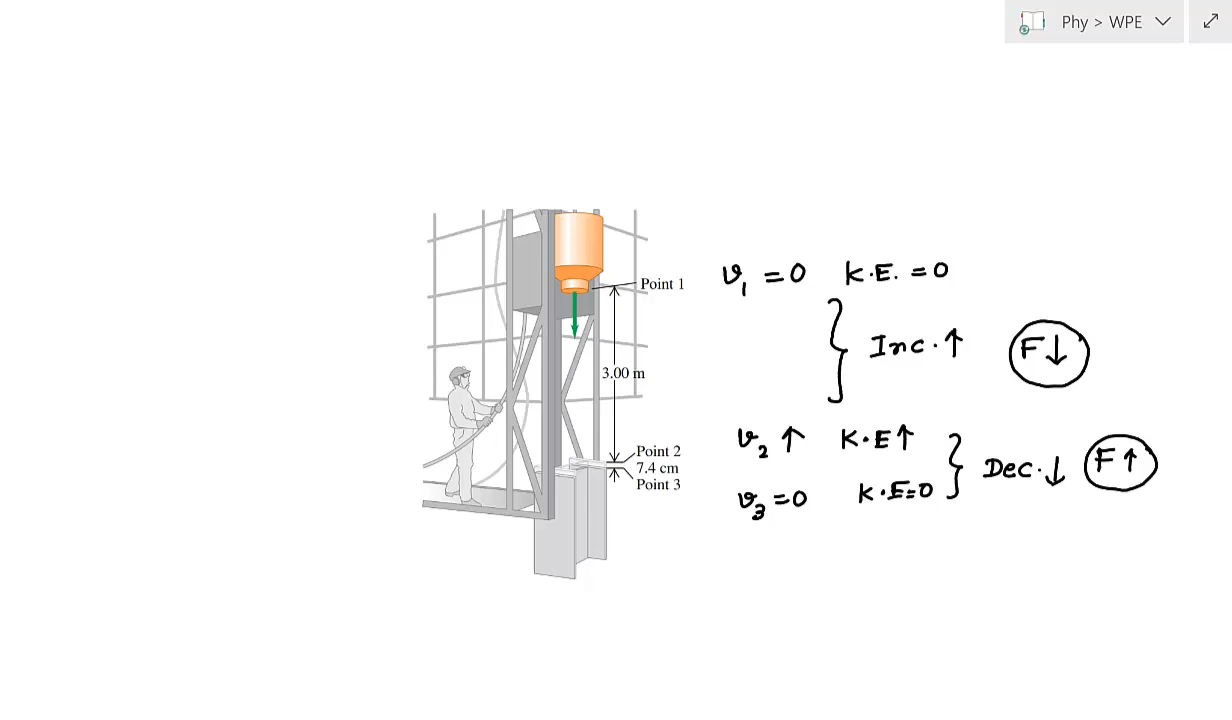 Phy > WPE
Point 1
v₁ = 0 K.E. = 0
Inc. ↑ F↓
3.00 m
v₂ ↑ K.E ↑
Point 2
7.4 cm
Dec. ↓ F↑
Point 3
v₃ = 0 K.E = 0